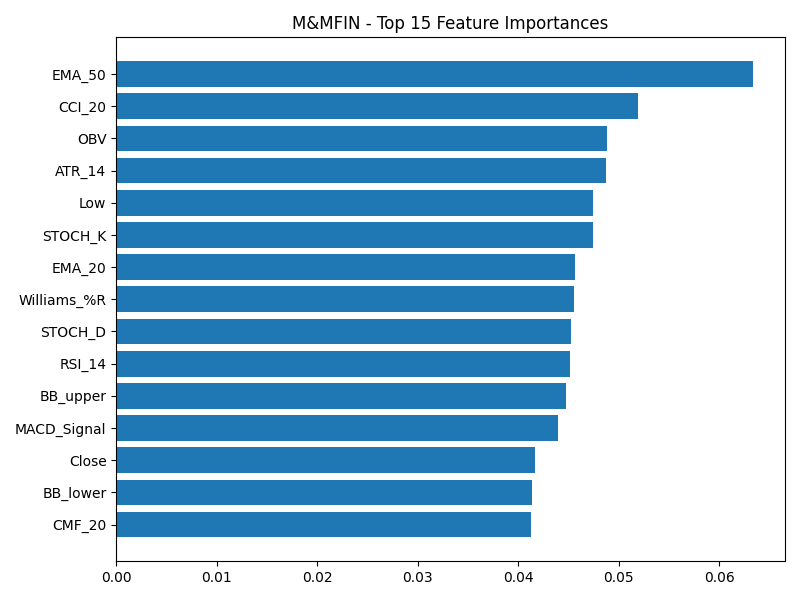 M&MFIN - Top 15 Feature Importances
EMA_50
CCI_20
OBV
ATR_14
Low
STOCH_K
EMA_20
Williams_%R
STOCH_D
RSI_14
BB_upper
MACD_Signal
Close
BB_lower
CMF_20
0.00 0.01 0.02 0.03 0.04 0.05 0.06